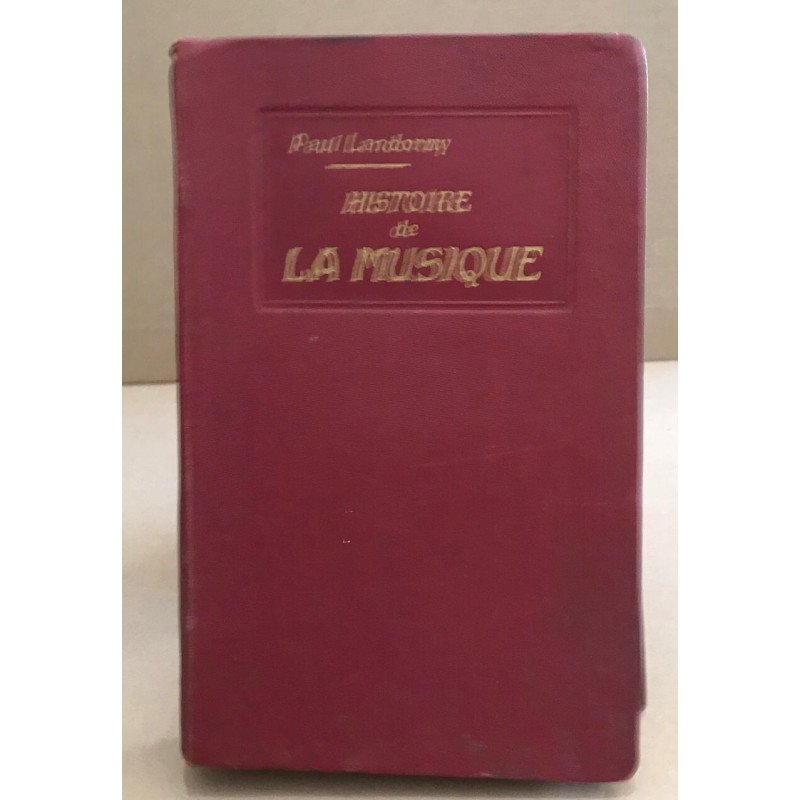 Paul Landormy
HISTOIRE
de
LA MUSIQUE